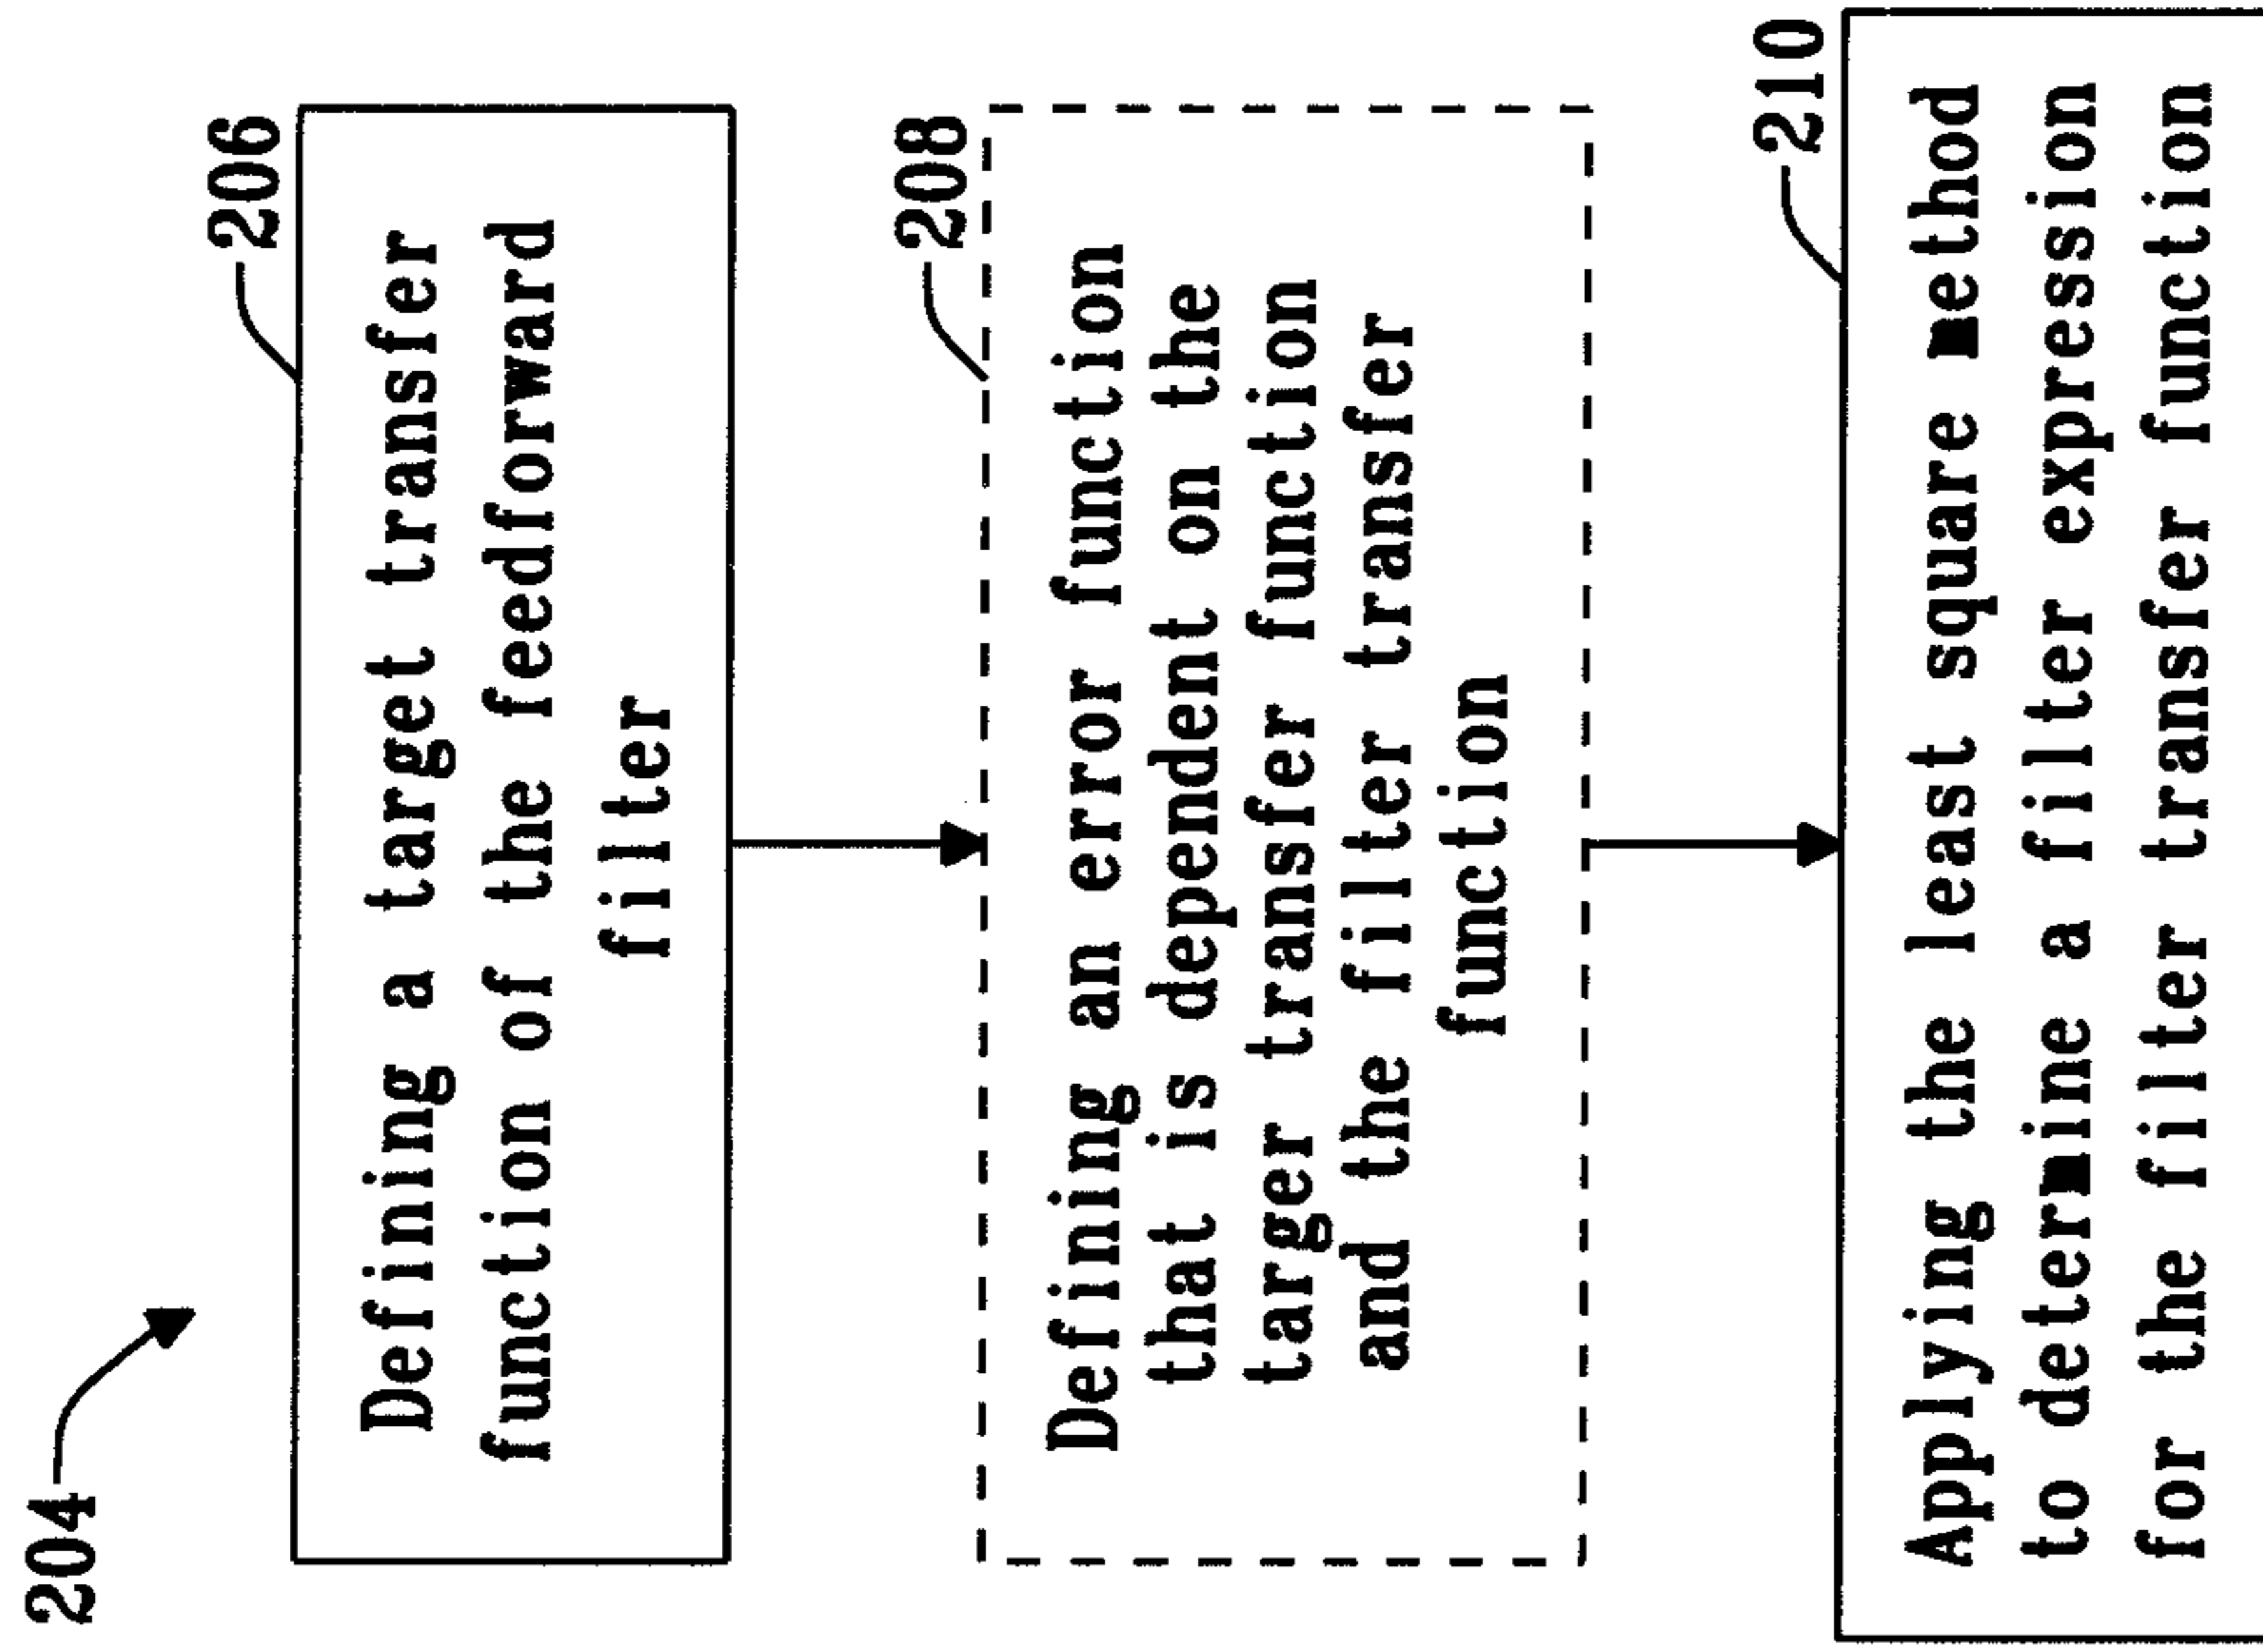 204
206
Defining a target transfer
function of the feedforward
filter
208
Defining an error function
that is dependent on the
targer transfer function
and the filter transfer
function
210
Applying the least square method
to determine a filter expression
for the filter transfer function